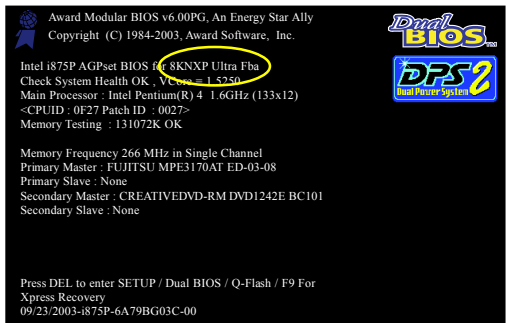 Award Modular BIOS v6.00PG, An Energy Star Ally
Copyright (C) 1984-2003, Award Software, Inc.
Dual BIOS TM
Intel i875P AGPset BIOS for 8KNXP Ultra Fba
Check System Health OK , VCore = 1.5250
Main Processor : Intel Pentium(R) 4 1.6GHz (133x12)
<CPUID : 0F27 Patch ID : 0027>
Memory Testing : 131072K OK
DPS 2
Dual Power System
Memory Frequency 266 MHz in Single Channel
Primary Master : FUJITSU MPE3170AT ED-03-08
Primary Slave : None
Secondary Master : CREATIVEDVD-RM DVD1242E BC101
Secondary Slave : None
Press DEL to enter SETUP / Dual BIOS / Q-Flash / F9 For
Xpress Recovery
09/23/2003-i875P-6A79BG03C-00